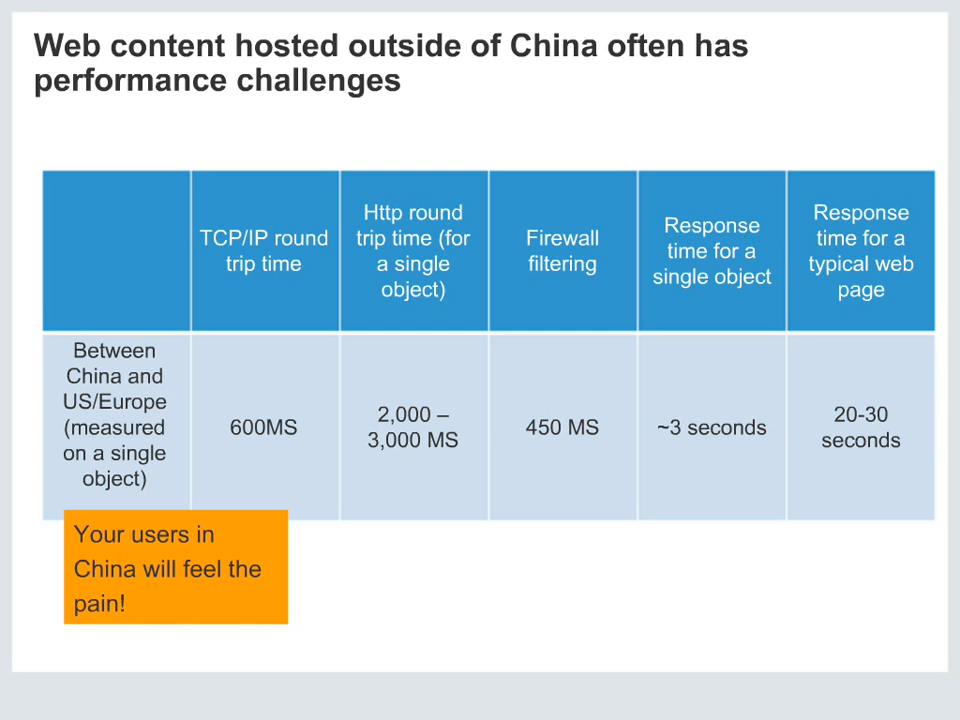 Web content hosted outside of China often has
performance challenges
TCP/IP round
trip time
Http round
trip time (for
a single
object)
Firewall
filtering
Response
time for a
single object
Response
time for a
typical web
page
Between
China and
US/Europe
(measured
on a single
object)
600MS
2,000 –
3,000 MS
450 MS
~3 seconds
20-30
seconds
Your users in
China will feel the
pain!